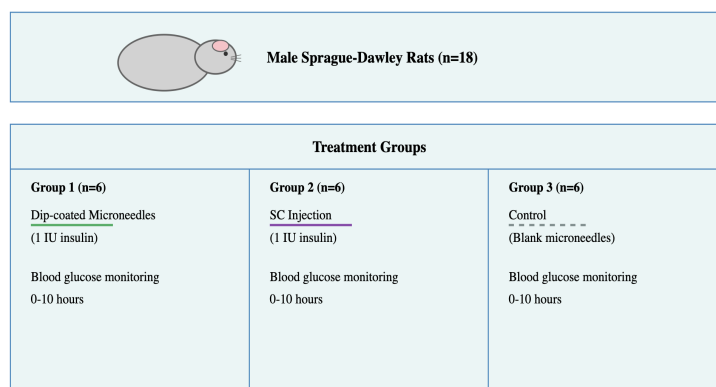 Male Sprague-Dawley Rats (n=18)
Treatment Groups
Group 1 (n=6)
Dip-coated Microneedles
(1 IU insulin)
Blood glucose monitoring
0-10 hours
Group 2 (n=6)
SC Injection
(1 IU insulin)
Blood glucose monitoring
0-10 hours
Group 3 (n=6)
Control
(Blank microneedles)
Blood glucose monitoring
0-10 hours